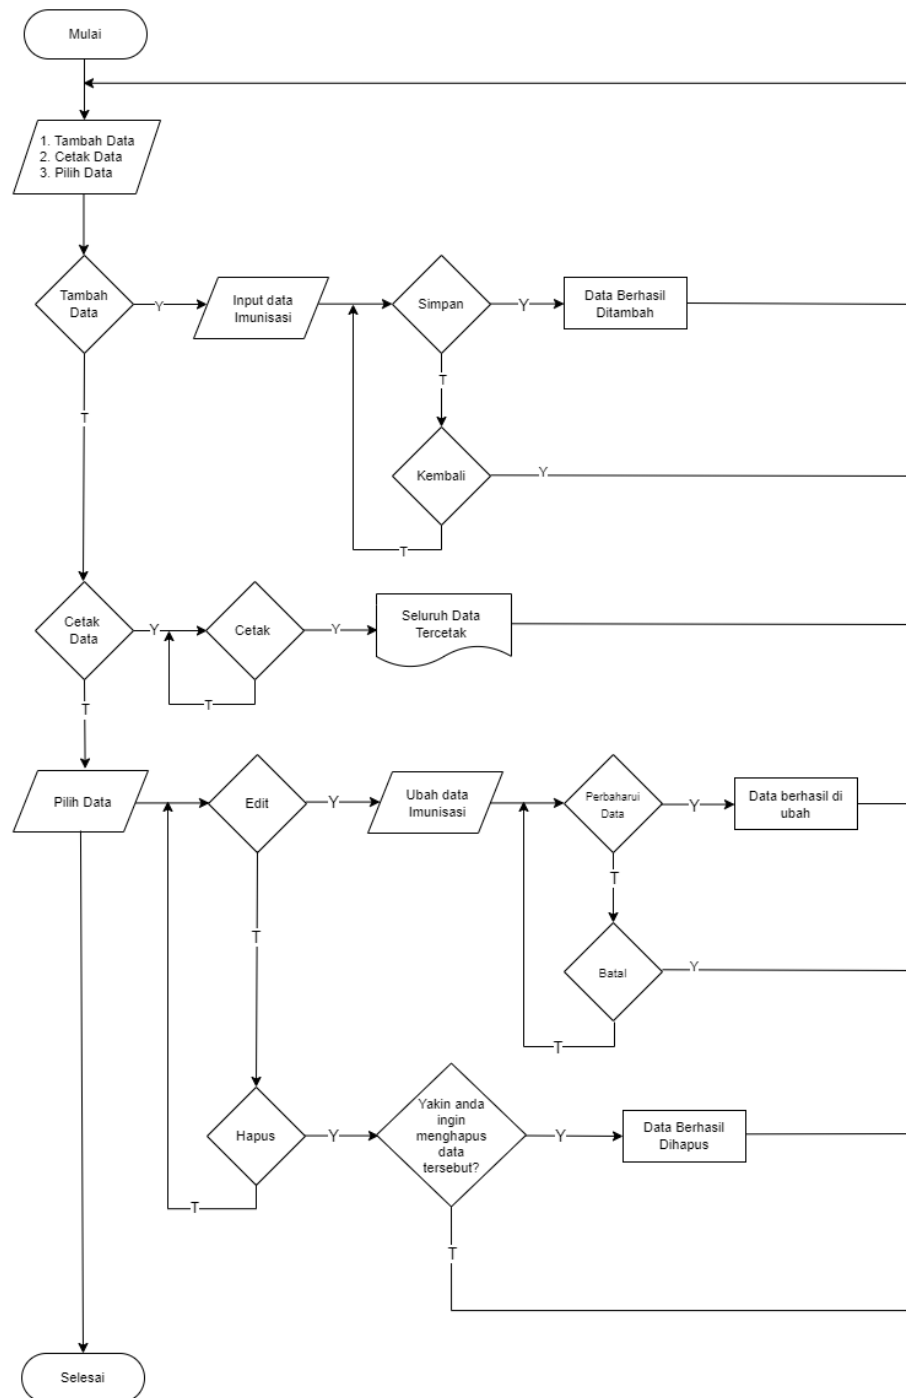 Mulai
1. Tambah Data
2. Cetak Data
3. Pilih Data
Tambah
Data
Y
Input data
Imunisasi
Simpan
Y
Data Berhasil
Ditambah
T
T
Kembali
Y
T
Cetak
Data
Y
Cetak
Y
Seluruh Data
Tercetak
T
T
Pilih Data
Edit
Y
Ubah data
Imunisasi
Perbaharui
Data
Y
Data berhasil di
ubah
T
T
Batal
Y
T
Hapus
Y
Yakin anda
ingin
menghapus
data
tersebut?
Y
Data Berhasil
Dihapus
T
T
Selesai